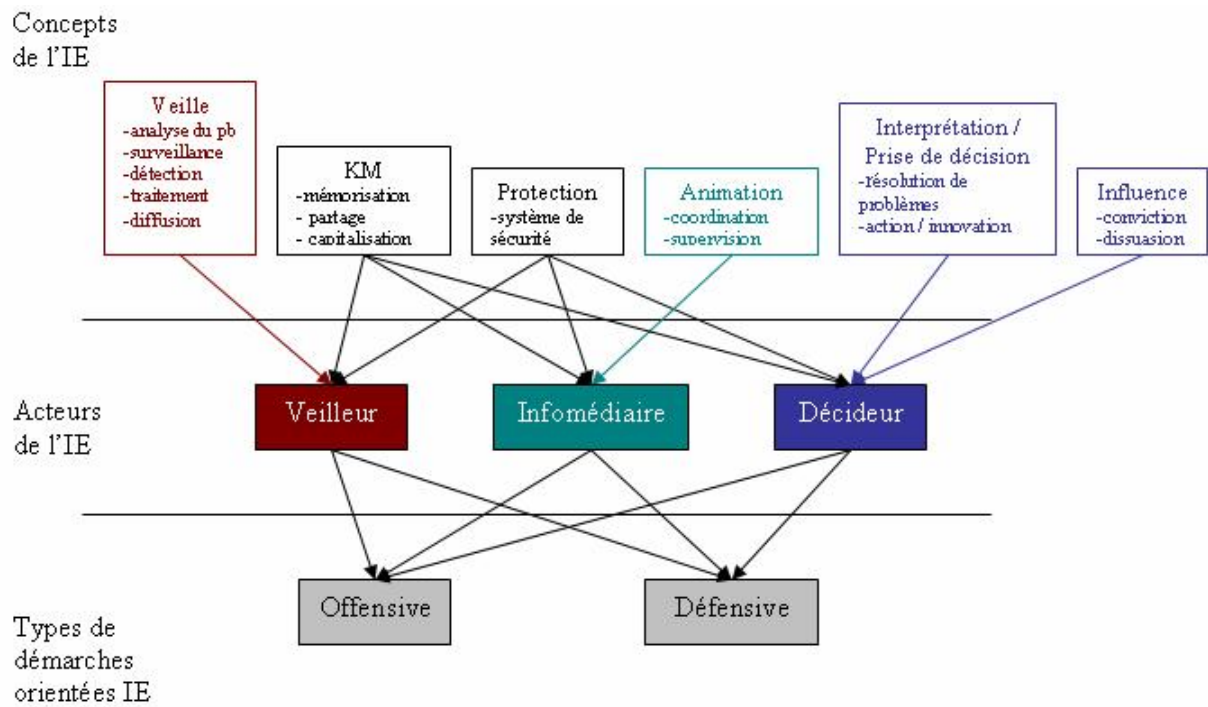 Concepts
de l'IE
Veille
-analyse du pb
-surveillance
-détection
-traitement
-diffusion
KM
-mémorisation
- partage
- capitalisation
Protection
-système de
sécurité
Animation
-coordination
-supervision
Interprétation /
Prise de décision
-résolution de
problèmes
-action / innovation
Influence
-conviction
-dissuasion
Acteurs
de l'IE
Veilleur
Infomédiaire
Décideur
Types de
démarches
orientées IE
Offensive
Défensive